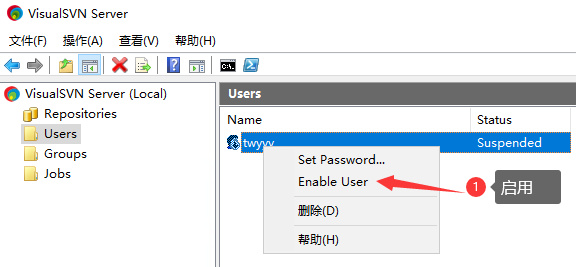 VisualSVN Server
文件(F) 操作(A) 查看(V) 帮助(H)
VisualSVN Server (Local)
Repositories
Users
Groups
Jobs
Users
Name Status
twyyy Suspended
Set Password...
Enable User
删除(D)
帮助(H)
1 启用